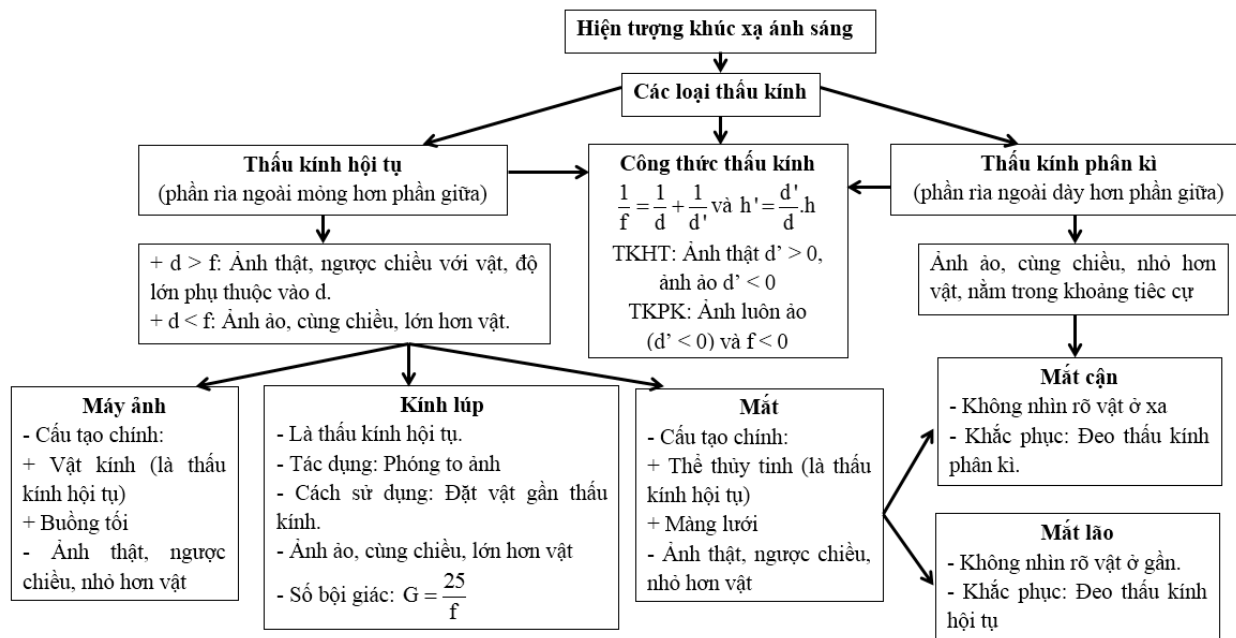 Hiện tượng khúc xạ ánh sáng
Các loại thấu kính
Thấu kính hội tụ
(phần rìa ngoài mỏng hơn phần giữa)
Công thức thấu kính
1/f = 1/d + 1/d' và h' = d'/d .h
TKHT: Ảnh thật d’ > 0,
ảnh ảo d’ < 0
TKPK: Ảnh luôn ảo
(d’ < 0) và f < 0
Thấu kính phân kì
(phần rìa ngoài dày hơn phần giữa)
+ d > f: Ảnh thật, ngược chiều với vật, độ
lớn phụ thuộc vào d.
+ d < f: Ảnh ảo, cùng chiều, lớn hơn vật.
Ảnh ảo, cùng chiều, nhỏ hơn
vật, nằm trong khoảng tiêc cự
Máy ảnh
- Cấu tạo chính:
+ Vật kính (là thấu
kính hội tụ)
+ Buồng tối
- Ảnh thật, ngược
chiều, nhỏ hơn vật
Kính lúp
- Là thấu kính hội tụ.
- Tác dụng: Phóng to ảnh
- Cách sử dụng: Đặt vật gần thấu
kính.
- Ảnh ảo, cùng chiều, lớn hơn vật
- Số bội giác: G = 25/f
Mắt
- Cấu tạo chính:
+ Thể thủy tinh (là thấu
kính hội tụ)
+ Màng lưới
- Ảnh thật, ngược chiều,
nhỏ hơn vật
Mắt cận
- Không nhìn rõ vật ở xa
- Khắc phục: Đeo thấu kính
phân kì.
Mắt lão
- Không nhìn rõ vật ở gần.
- Khắc phục: Đeo thấu kính
hội tụ